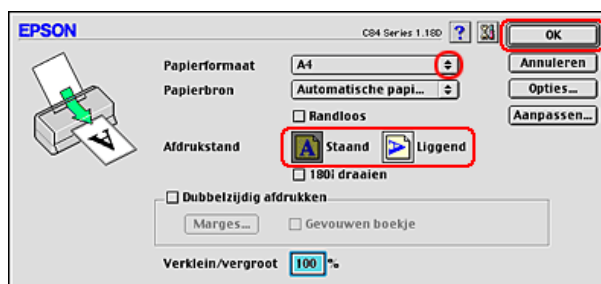 EPSON
C84 Series 1.18D ?
OK
Papierformaat A4
Annuleren
Papierbron Automatische papi...
Opties...
Randloos
Aanpassen...
Afdrukstand A Staand A Liggend
180i draaien
Dubbelzijdig afdrukken
Marges... Gevouwen boekje
Verklein/vergroot 100 %
A